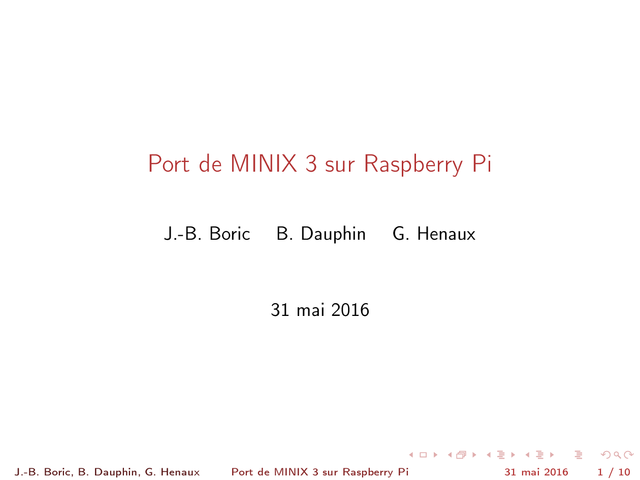 Port de MINIX 3 sur Raspberry Pi
J.-B. Boric B. Dauphin G. Henaux
31 mai 2016
J.-B. Boric, B. Dauphin, G. Henaux Port de MINIX 3 sur Raspberry Pi 31 mai 2016 1 / 10